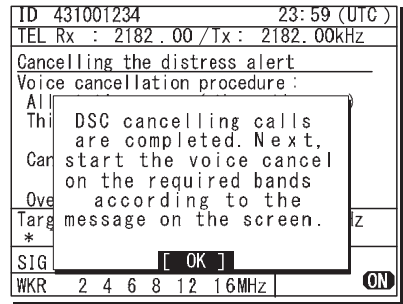 ID 431001234 23:59 (UTC)
TEL Rx : 2182.00/Tx: 2182.00kHz
Cancelling the distress alert
Voice cancellation procedure:
All
Thi
DSC cancelling calls
are completed. Next,
Can
start the voice cancel
on the required bands
Ove
according to the
Targ
message on the screen.
Hz
*
[ OK ]
SIG
WKR 2 4 6 8 12 16MHz ON